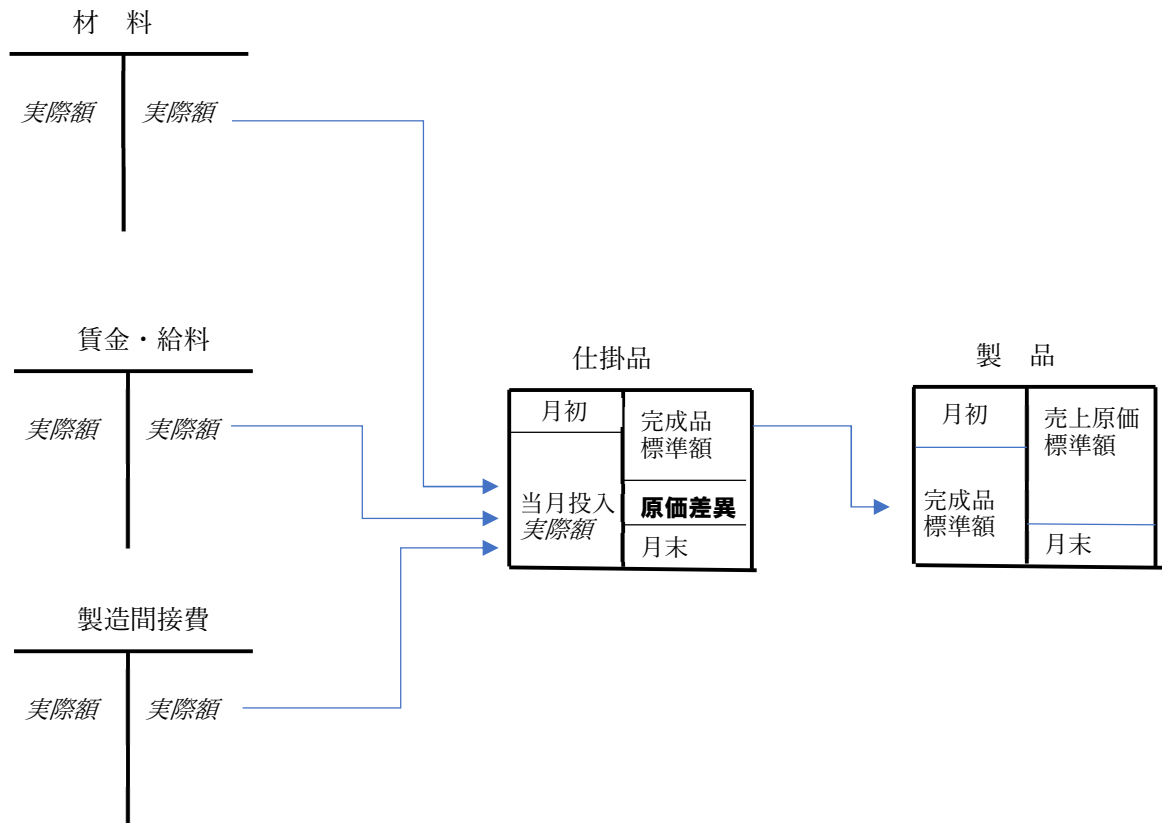 材　料
実際額
実際額
賃金・給料
実際額
実際額
製造間接費
実際額
実際額
仕掛品
月初
当月投入
実際額
完成品
標準額
原価差異
月末
製　品
月初
完成品
標準額
売上原価
標準額
月末